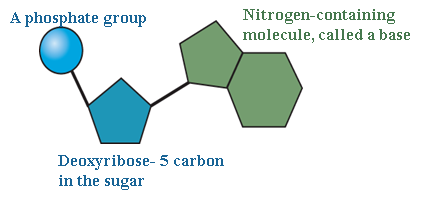 A phosphate group
Nitrogen-containing
molecule, called a base
Deoxyribose- 5 carbon
in the sugar